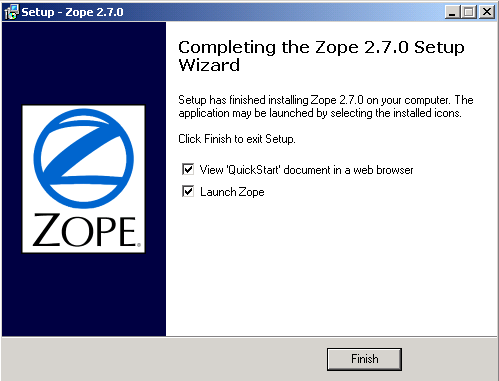 Setup - Zope 2.7.0
Completing the Zope 2.7.0 Setup
Wizard
Setup has finished installing Zope 2.7.0 on your computer. The
application may be launched by selecting the installed icons.
Click Finish to exit Setup.
View 'QuickStart' document in a web browser
Launch Zope
ZOPE
Finish